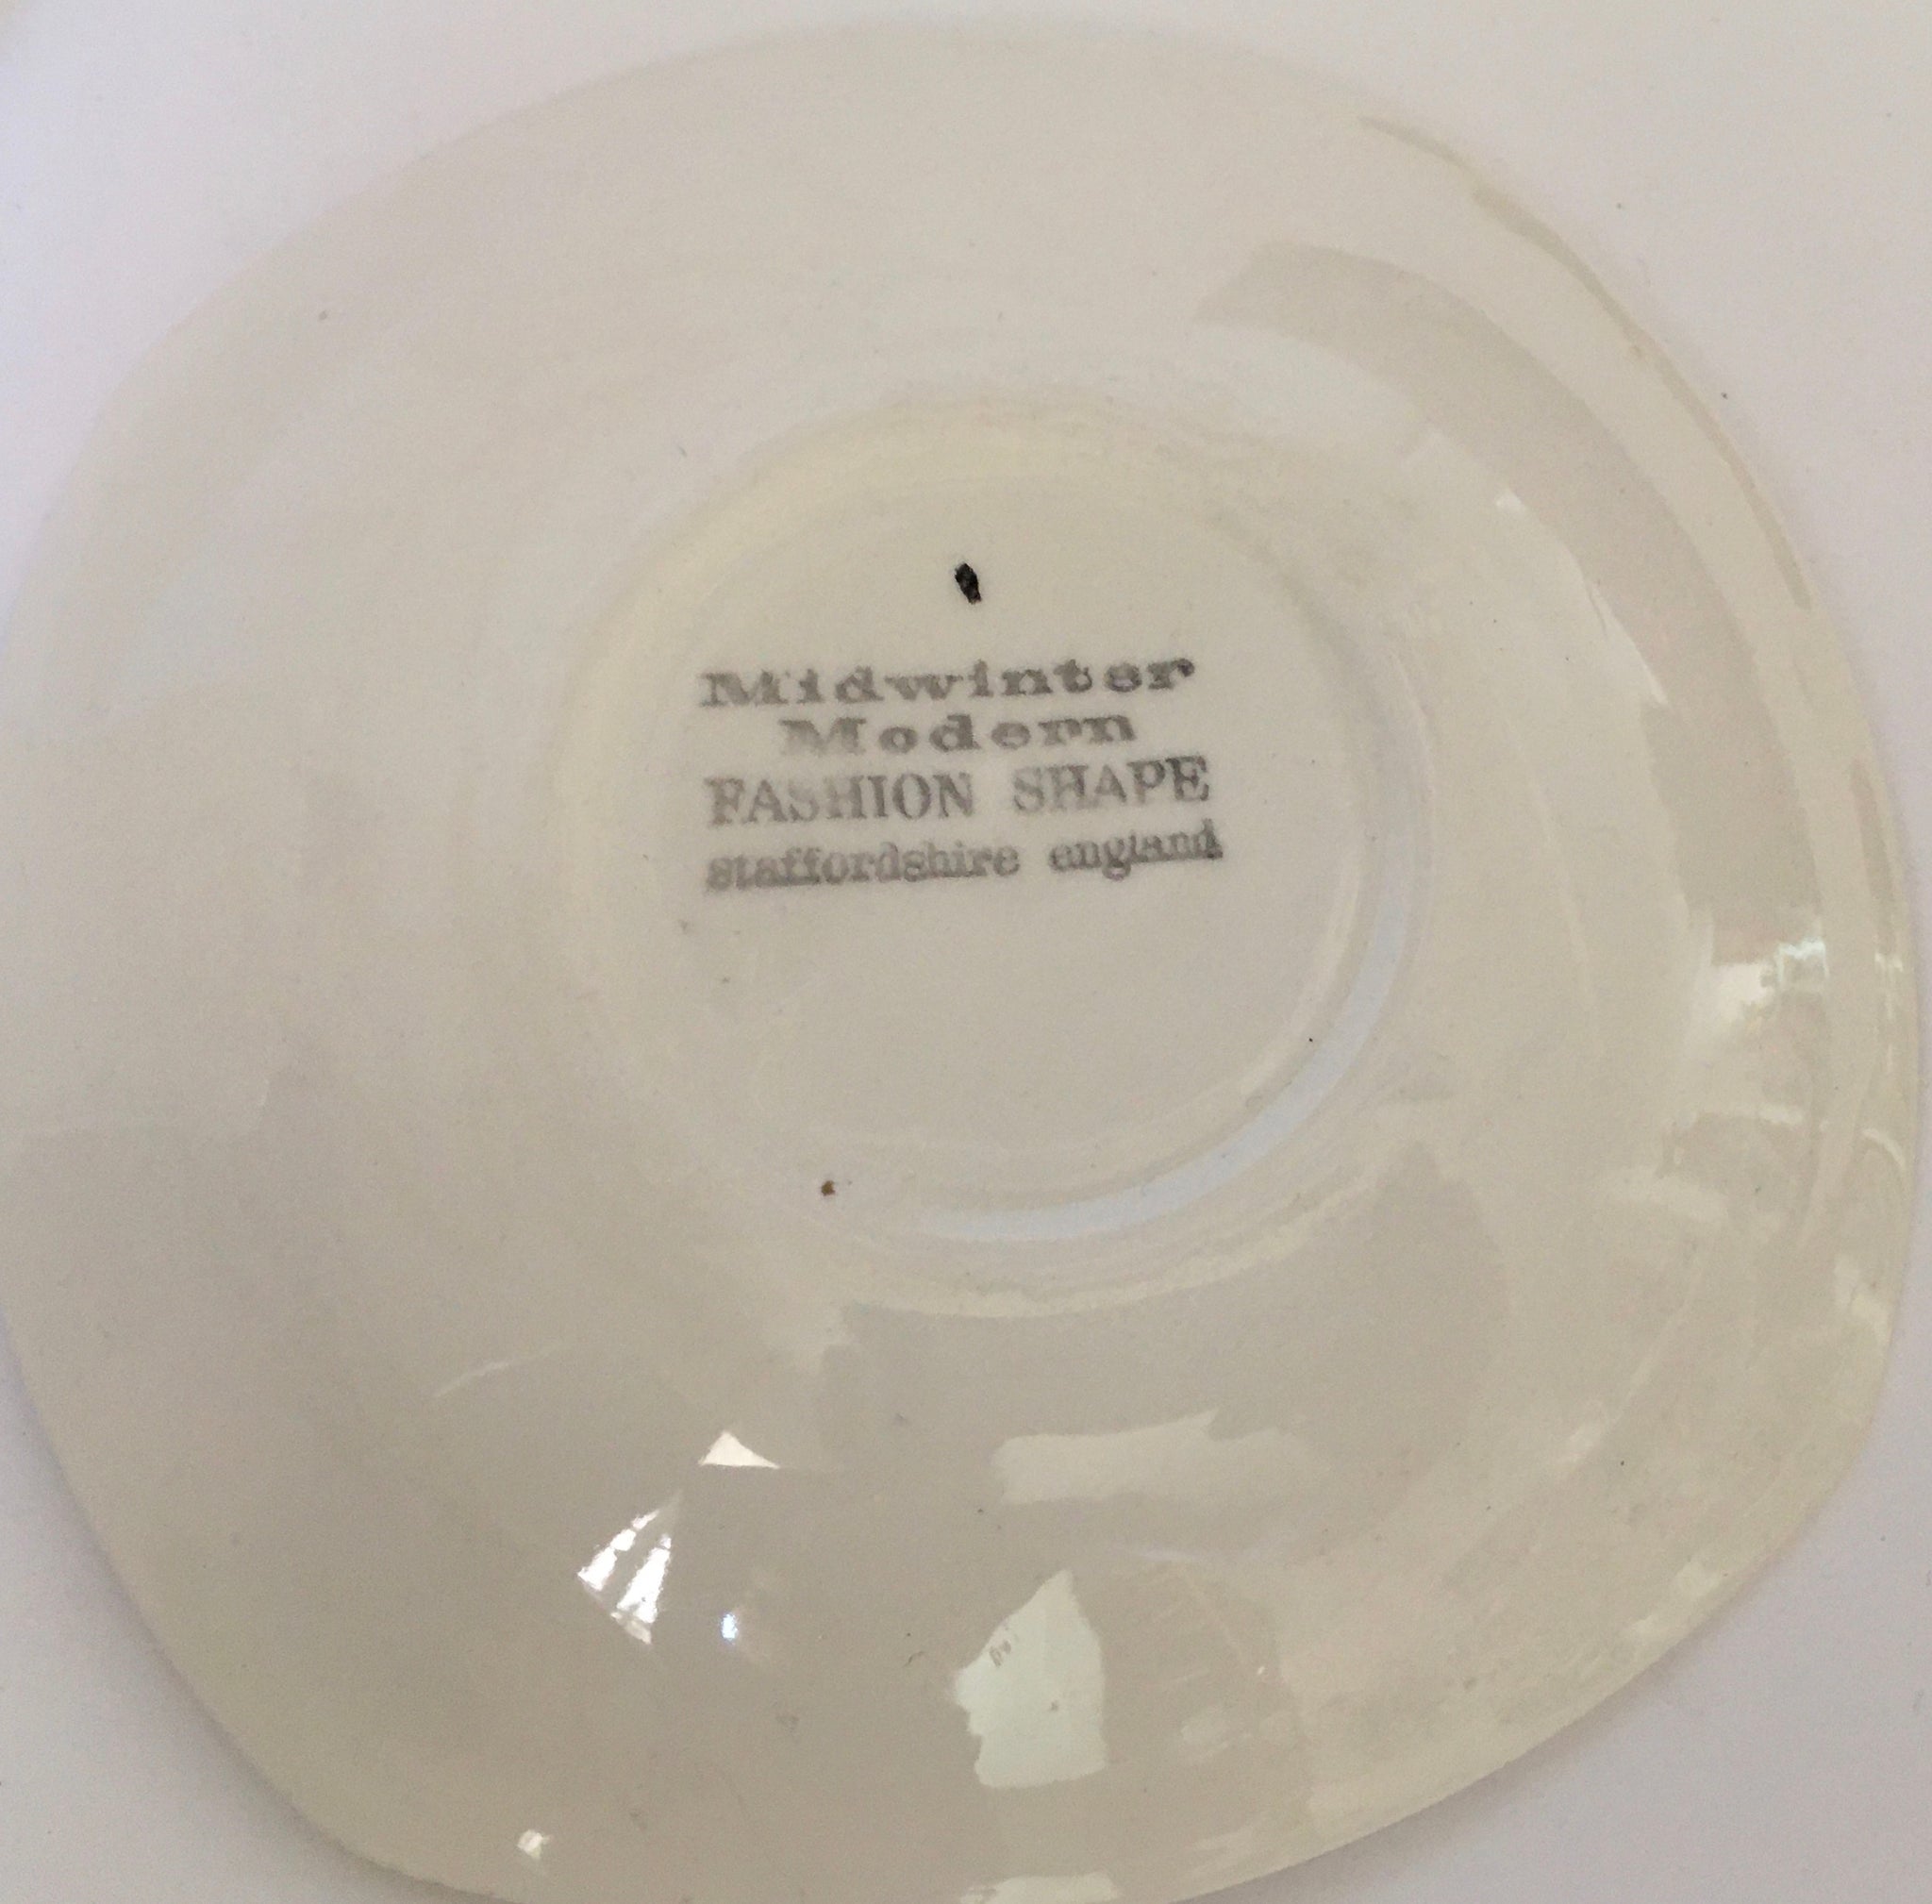 Midwinter
Modern
FASHION SHAPE
staffordshire england